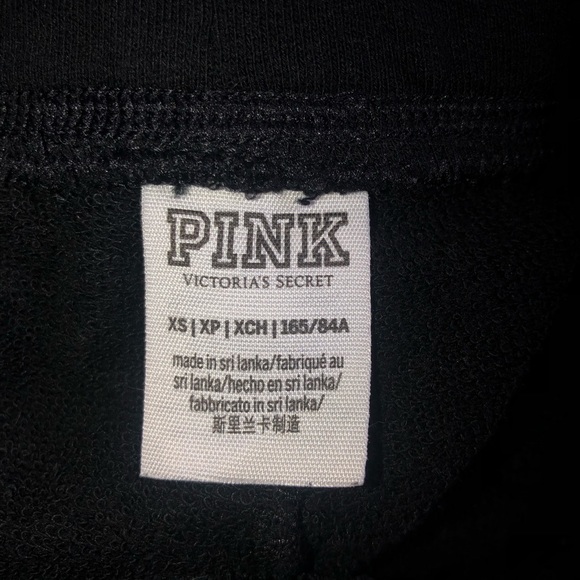 PINK
VICTORIA'S SECRET
XS | XP | XCH | 165/84A
made in sri lanka/fabriqué au
sri lanka/hecho en sri lanka/
fabbricato in sri lanka/
斯里兰卡制造